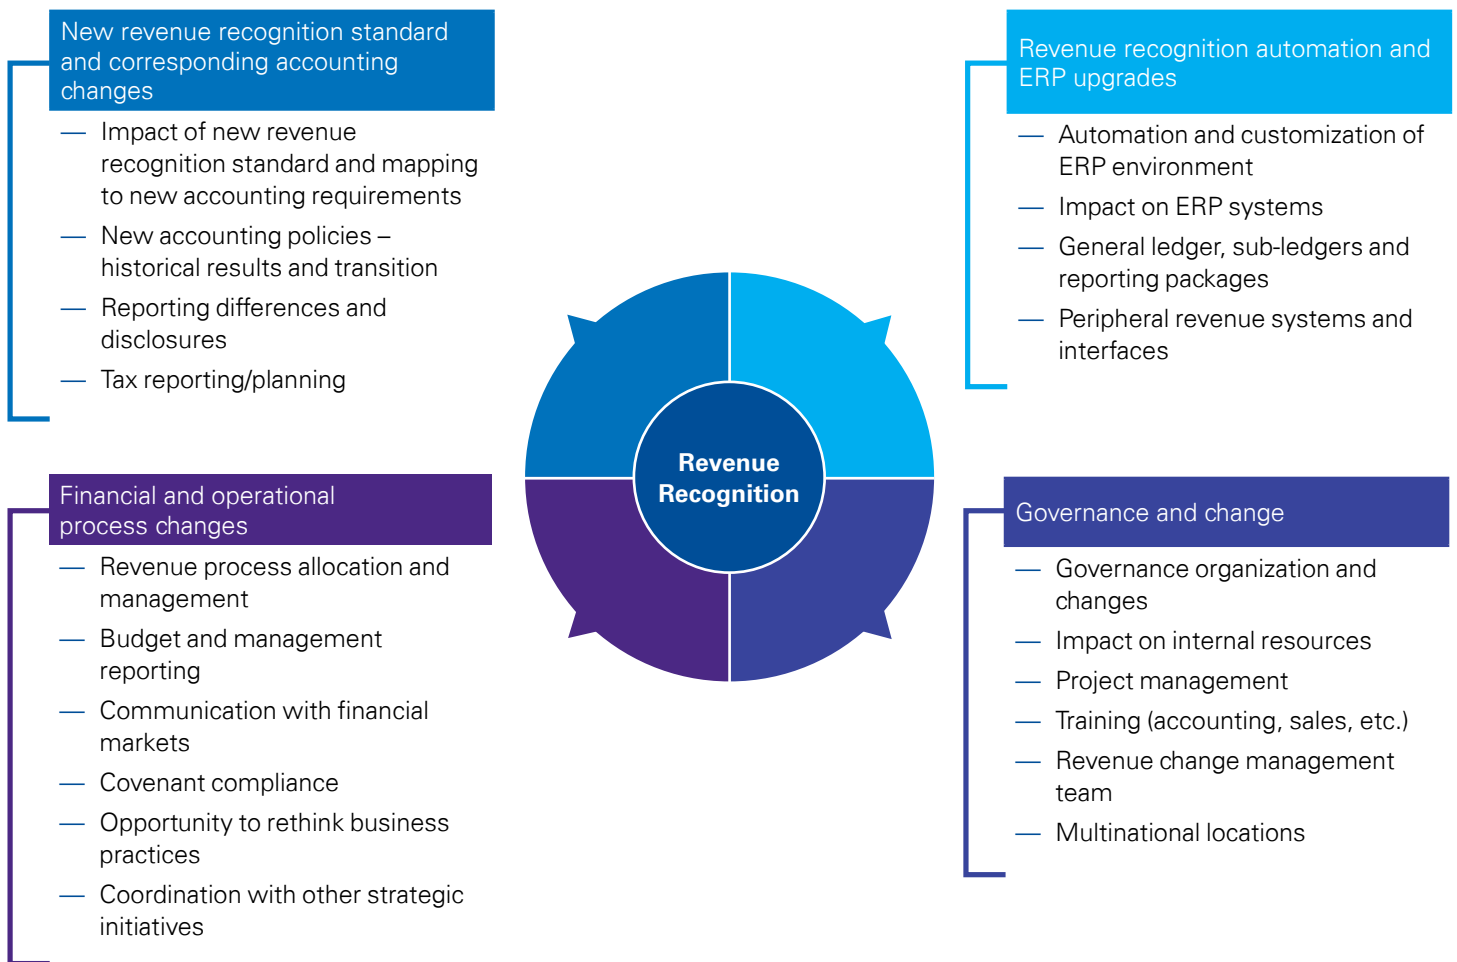 New revenue recognition standard
and corresponding accounting
changes
— Impact of new revenue
recognition standard and mapping
to new accounting requirements
— New accounting policies –
historical results and transition
— Reporting differences and
disclosures
— Tax reporting/planning
Revenue recognition automation and
ERP upgrades
— Automation and customization of
ERP environment
— Impact on ERP systems
— General ledger, sub-ledgers and
reporting packages
— Peripheral revenue systems and
interfaces
Revenue
Recognition
Financial and operational
process changes
— Revenue process allocation and
management
— Budget and management
reporting
— Communication with financial
markets
— Covenant compliance
— Opportunity to rethink business
practices
— Coordination with other strategic
initiatives
Governance and change
— Governance organization and
changes
— Impact on internal resources
— Project management
— Training (accounting, sales, etc.)
— Revenue change management
team
— Multinational locations